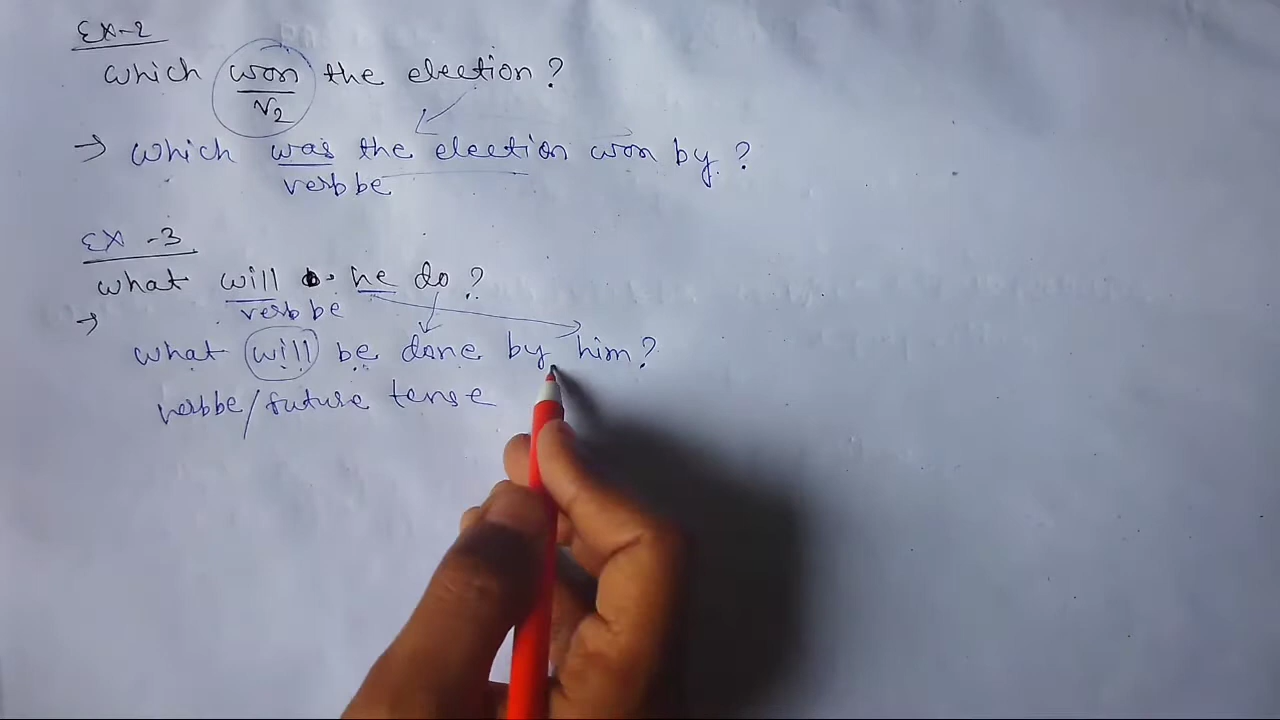 Ex-2
Which won the election?
V2
→ Which was the election won by?
verb be
Ex -3
What will he do?
verb be
→
What will be done by him?
verb be/future tense